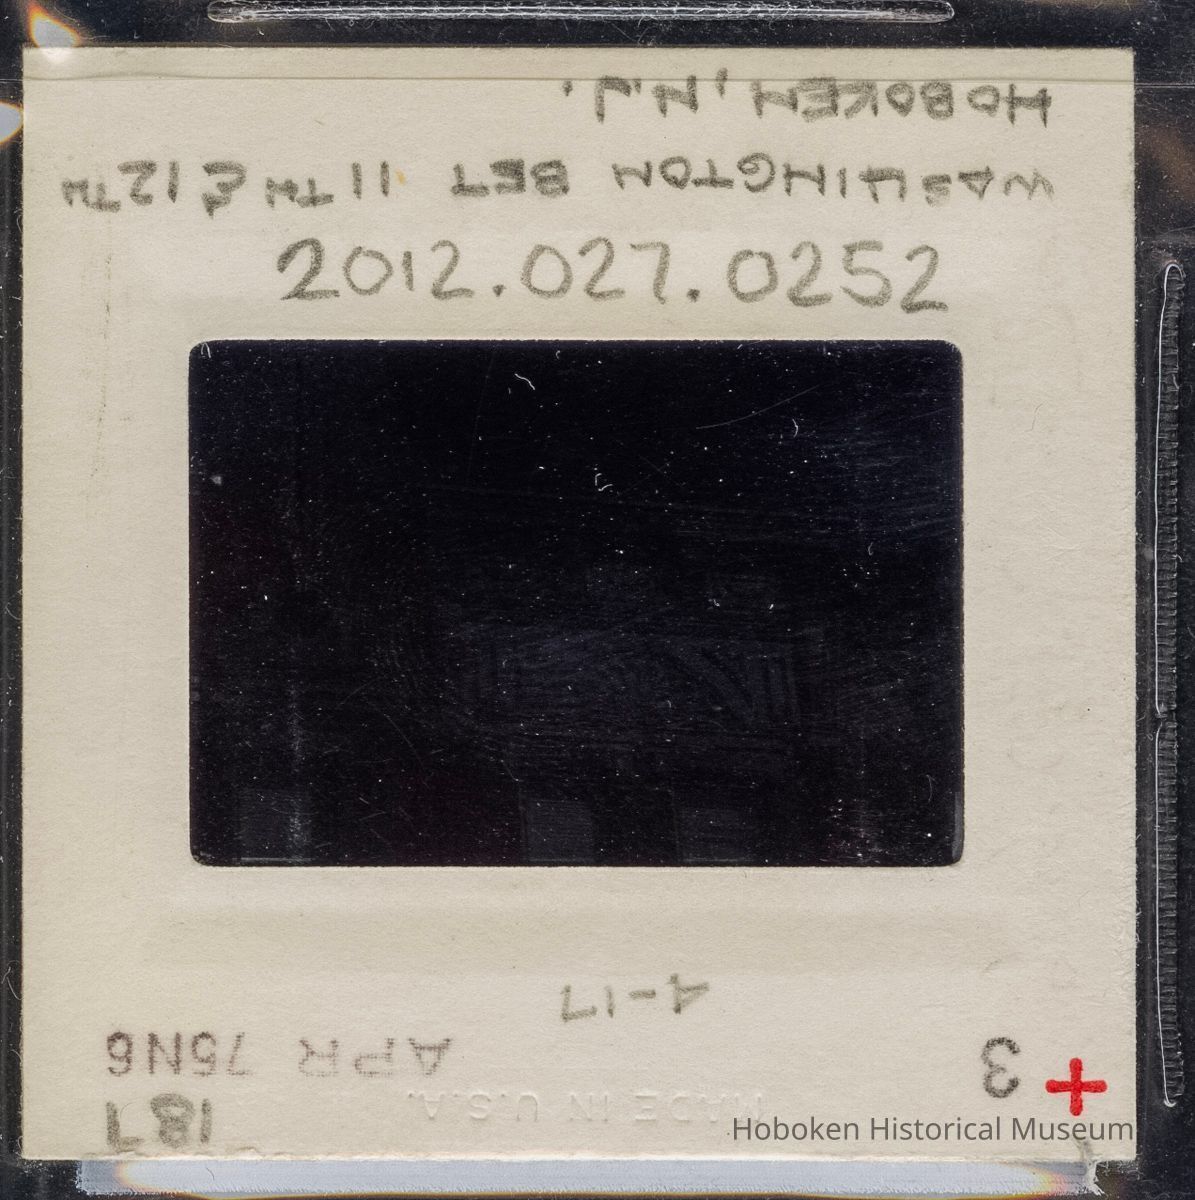 HOBOKEN, N.J.
WASHINGTON BET 11TH & 12TH
2012.027.0252
4-17
APR 75N6
3
+
MADE IN U.S.A.
187
Hoboken Historical Museum